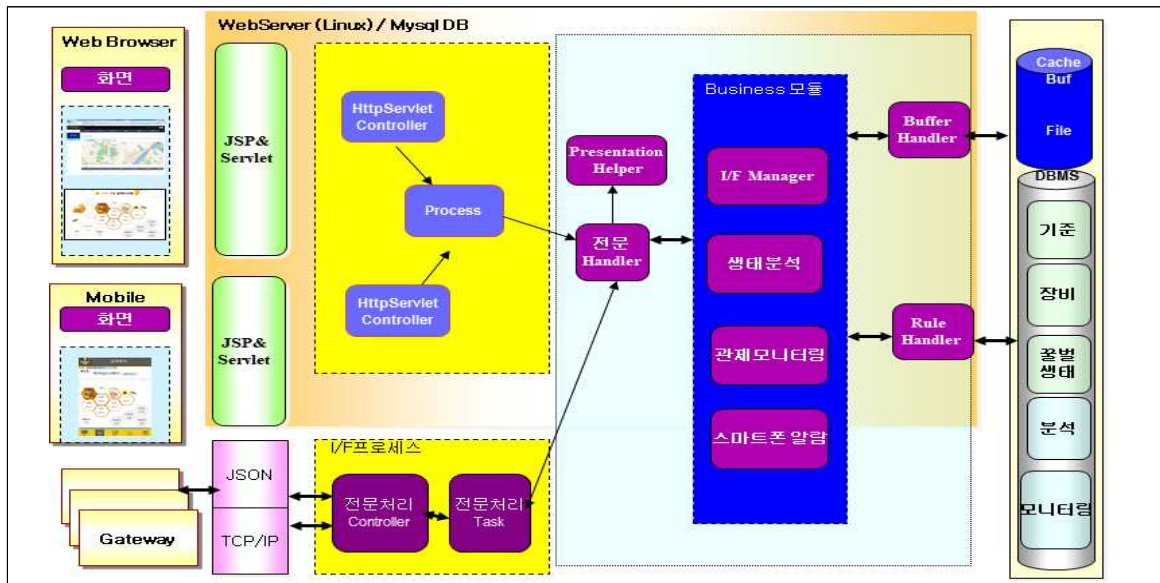 WebServer (Linux) / Mysql DB
Web Browser
화면
Mobile
화면
Gateway
JSP&
Servlet
JSP&
Servlet
JSON
TCP/IP
HttpServlet
Controller
Process
HttpServlet
Controller
I/F프로세스
전문처리
Controller
전문처리
Task
Presentation
Helper
전문
Handler
Business 모듈
I/F Manager
생태분석
관제모니터링
스마트폰 알람
Buffer
Handler
Rule
Handler
Cache
Buf
File
DBMS
기준
장비
꿀벌
생태
분석
모니터링